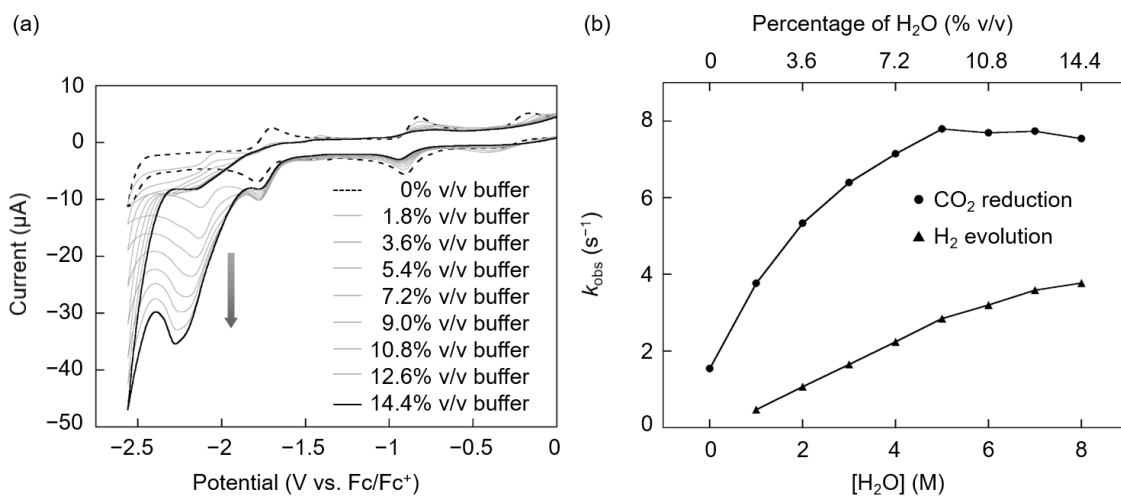 (a)
10
0
−10
−20
−30
−40
−50
Current (μA)
−2.5
−2
−1.5
−1
−0.5
0
Potential (V vs. Fc/Fc⁺)
0% v/v buffer
1.8% v/v buffer
3.6% v/v buffer
5.4% v/v buffer
7.2% v/v buffer
9.0% v/v buffer
10.8% v/v buffer
12.6% v/v buffer
14.4% v/v buffer
(b)
Percentage of H₂O (% v/v)
0
3.6
7.2
10.8
14.4
8
6
4
2
0
k_obs (s⁻¹)
CO₂ reduction
H₂ evolution
0
2
4
6
8
[H₂O] (M)